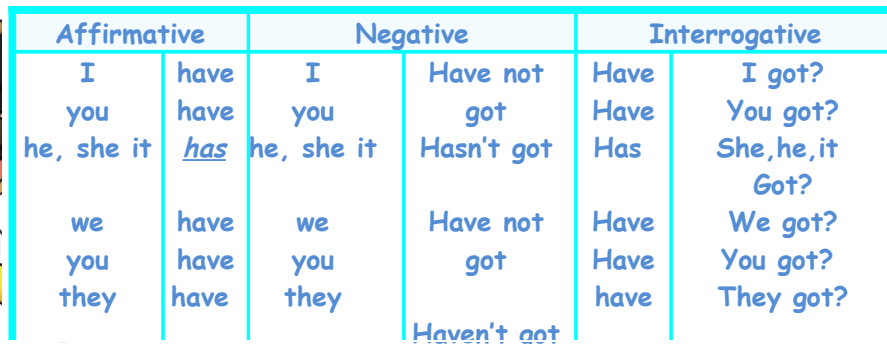 Affirmative Negative Interrogative
I have I Have not Have I got?
you have you got Have You got?
he, she it has he, she it Hasn't got Has She,he,it
Got?
we have we Have not Have We got?
you have you got Have You got?
they have they have They got?
Haven't got